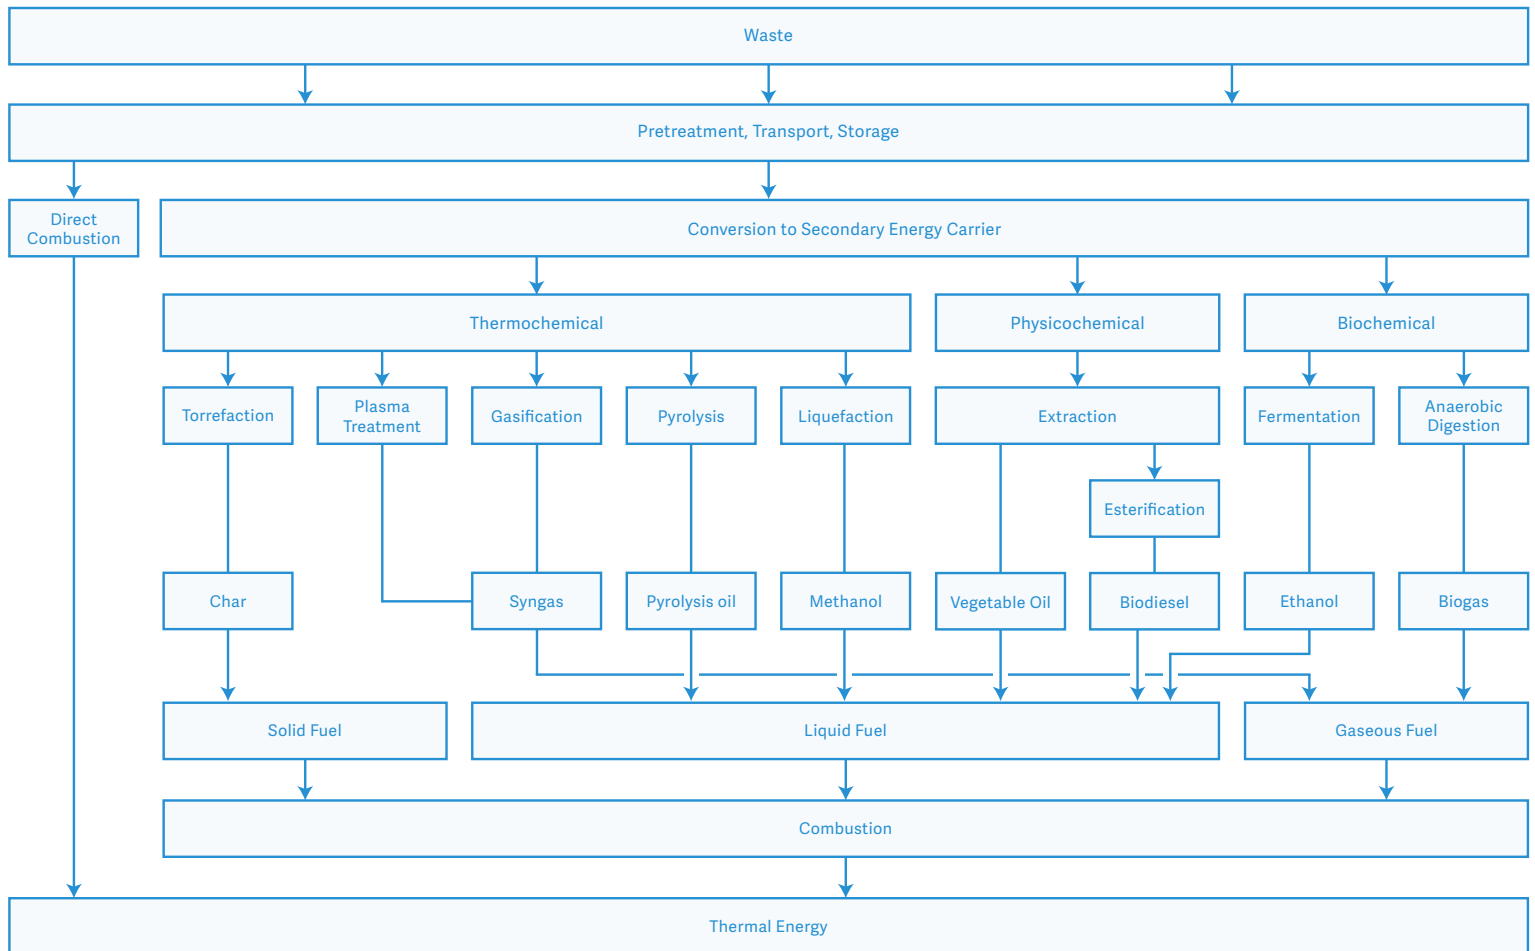 Waste
Pretreatment, Transport, Storage
Direct
Combustion
Conversion to Secondary Energy Carrier
Thermochemical
Physicochemical
Biochemical
Torrefaction
Plasma
Treatment
Gasification
Pyrolysis
Liquefaction
Extraction
Fermentation
Anaerobic
Digestion
Esterification
Char
Syngas
Pyrolysis oil
Methanol
Vegetable Oil
Biodiesel
Ethanol
Biogas
Solid Fuel
Liquid Fuel
Gaseous Fuel
Combustion
Thermal Energy